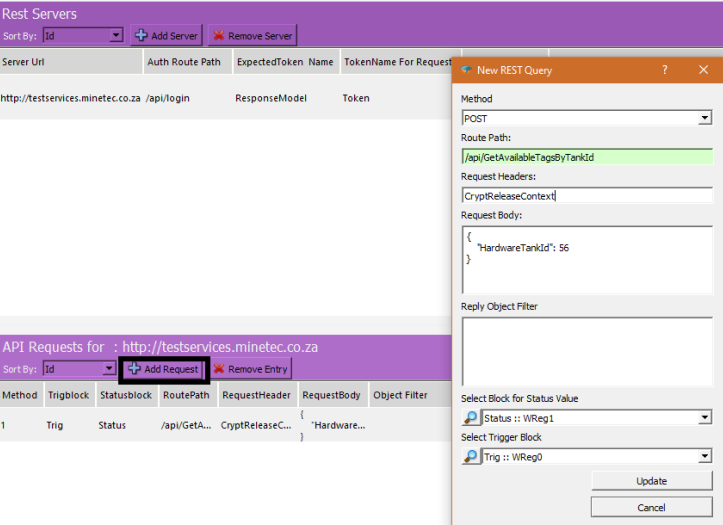 Rest Servers
Sort By: Id Add Server Remove Server
Server Url Auth Route Path ExpectedToken Name TokenName For Request
http://testservices.minetec.co.za /api/login ResponseModel Token
API Requests for : http://testservices.minetec.co.za
Sort By: Id Add Request Remove Entry
Method Trigblock Statusblock RoutePath RequestHeader RequestBody Object Filter
{
1 Trig Status /api/GetA... CryptReleaseC... "Hardware...
}
New REST Query ? ×
Method
POST
Route Path:
/api/GetAvailableTagsByTankId
Request Headers:
CryptReleaseContext
Request Body:
{
"HardwareTankId": 56
}
Reply Object Filter
Select Block for Status Value
Status :: WReg1
Select Trigger Block
Trig :: WReg0
Update
Cancel